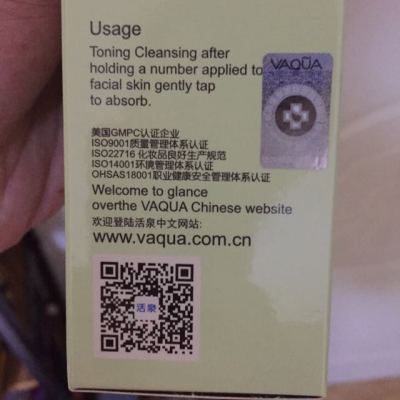 Usage
Toning Cleansing after
holding a number applied to
facial skin gently tap
to absorb.
VAQUA
美国GMPC认证企业
ISO9001质量管理体系认证
ISO22716 化妆品良好生产规范
ISO14001环境管理体系认证
OHSAS18001职业健康安全管理体系认证
Welcome to glance
overthe VAQUA Chinese website
欢迎登陆活泉中文网站:
www.vaqua.com.cn
活泉